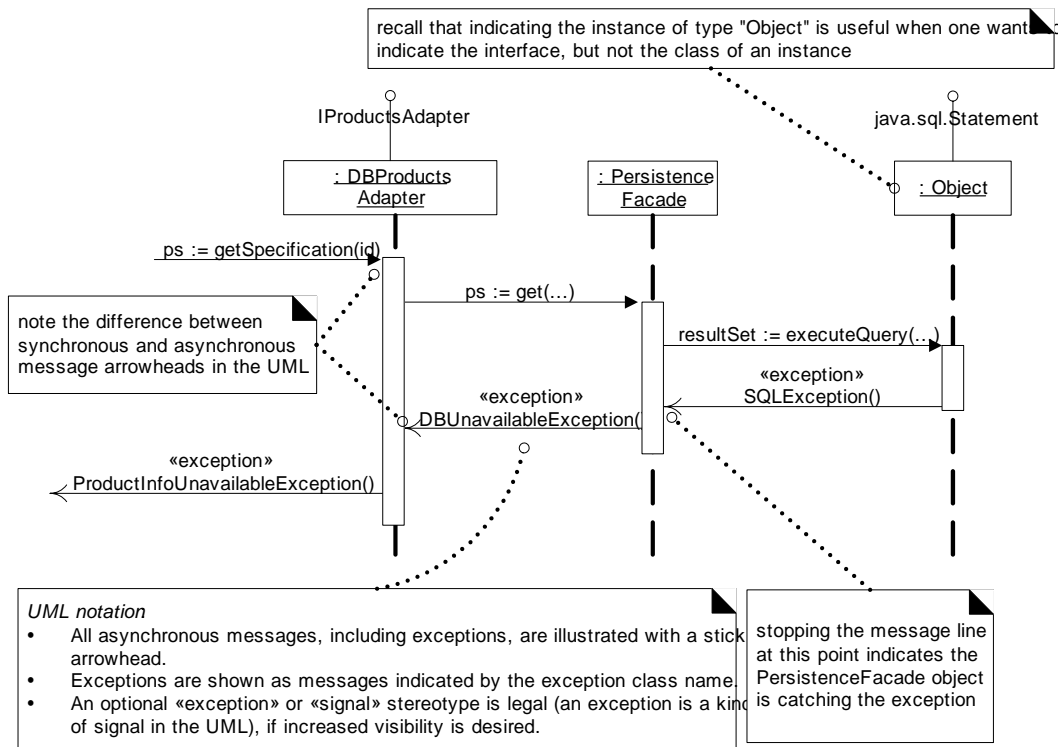 recall that indicating the instance of type "Object" is useful when one wants
indicate the interface, but not the class of an instance
IProductsAdapter
java.sql.Statement
: DBProducts
Adapter
: Persistence
Facade
: Object
ps := getSpecification(id)
ps := get(...)
note the difference between
synchronous and asynchronous
message arrowheads in the UML
resultSet := executeQuery(...)
«exception»
SQLException()
«exception»
DBUnavailableException(
«exception»
ProductInfoUnavailableException()
UML notation
• All asynchronous messages, including exceptions, are illustrated with a stick
arrowhead.
• Exceptions are shown as messages indicated by the exception class name.
• An optional «exception» or «signal» stereotype is legal (an exception is a kind
of signal in the UML), if increased visibility is desired.
stopping the message line
at this point indicates the
PersistenceFacade object
is catching the exception